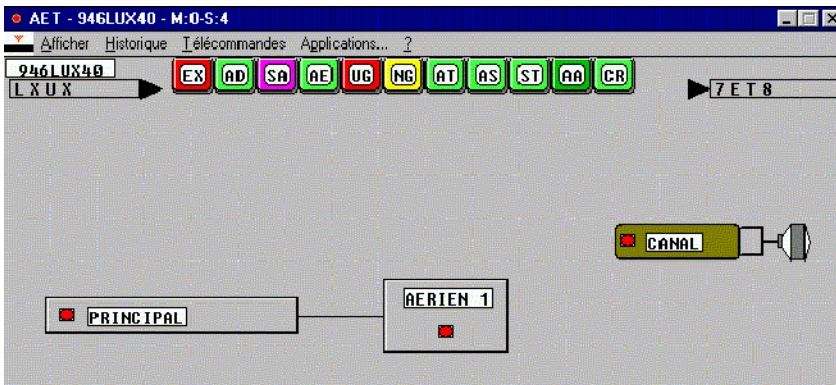 AET - 946LUX40 - M:0-S:4
Afficher Historique Télécommandes Applications... ?
946LUX40
EX AD SA AE UG NG AT AS ST AA CR
LXUX
7ET8
CANAL
AERIEN 1
PRINCIPAL